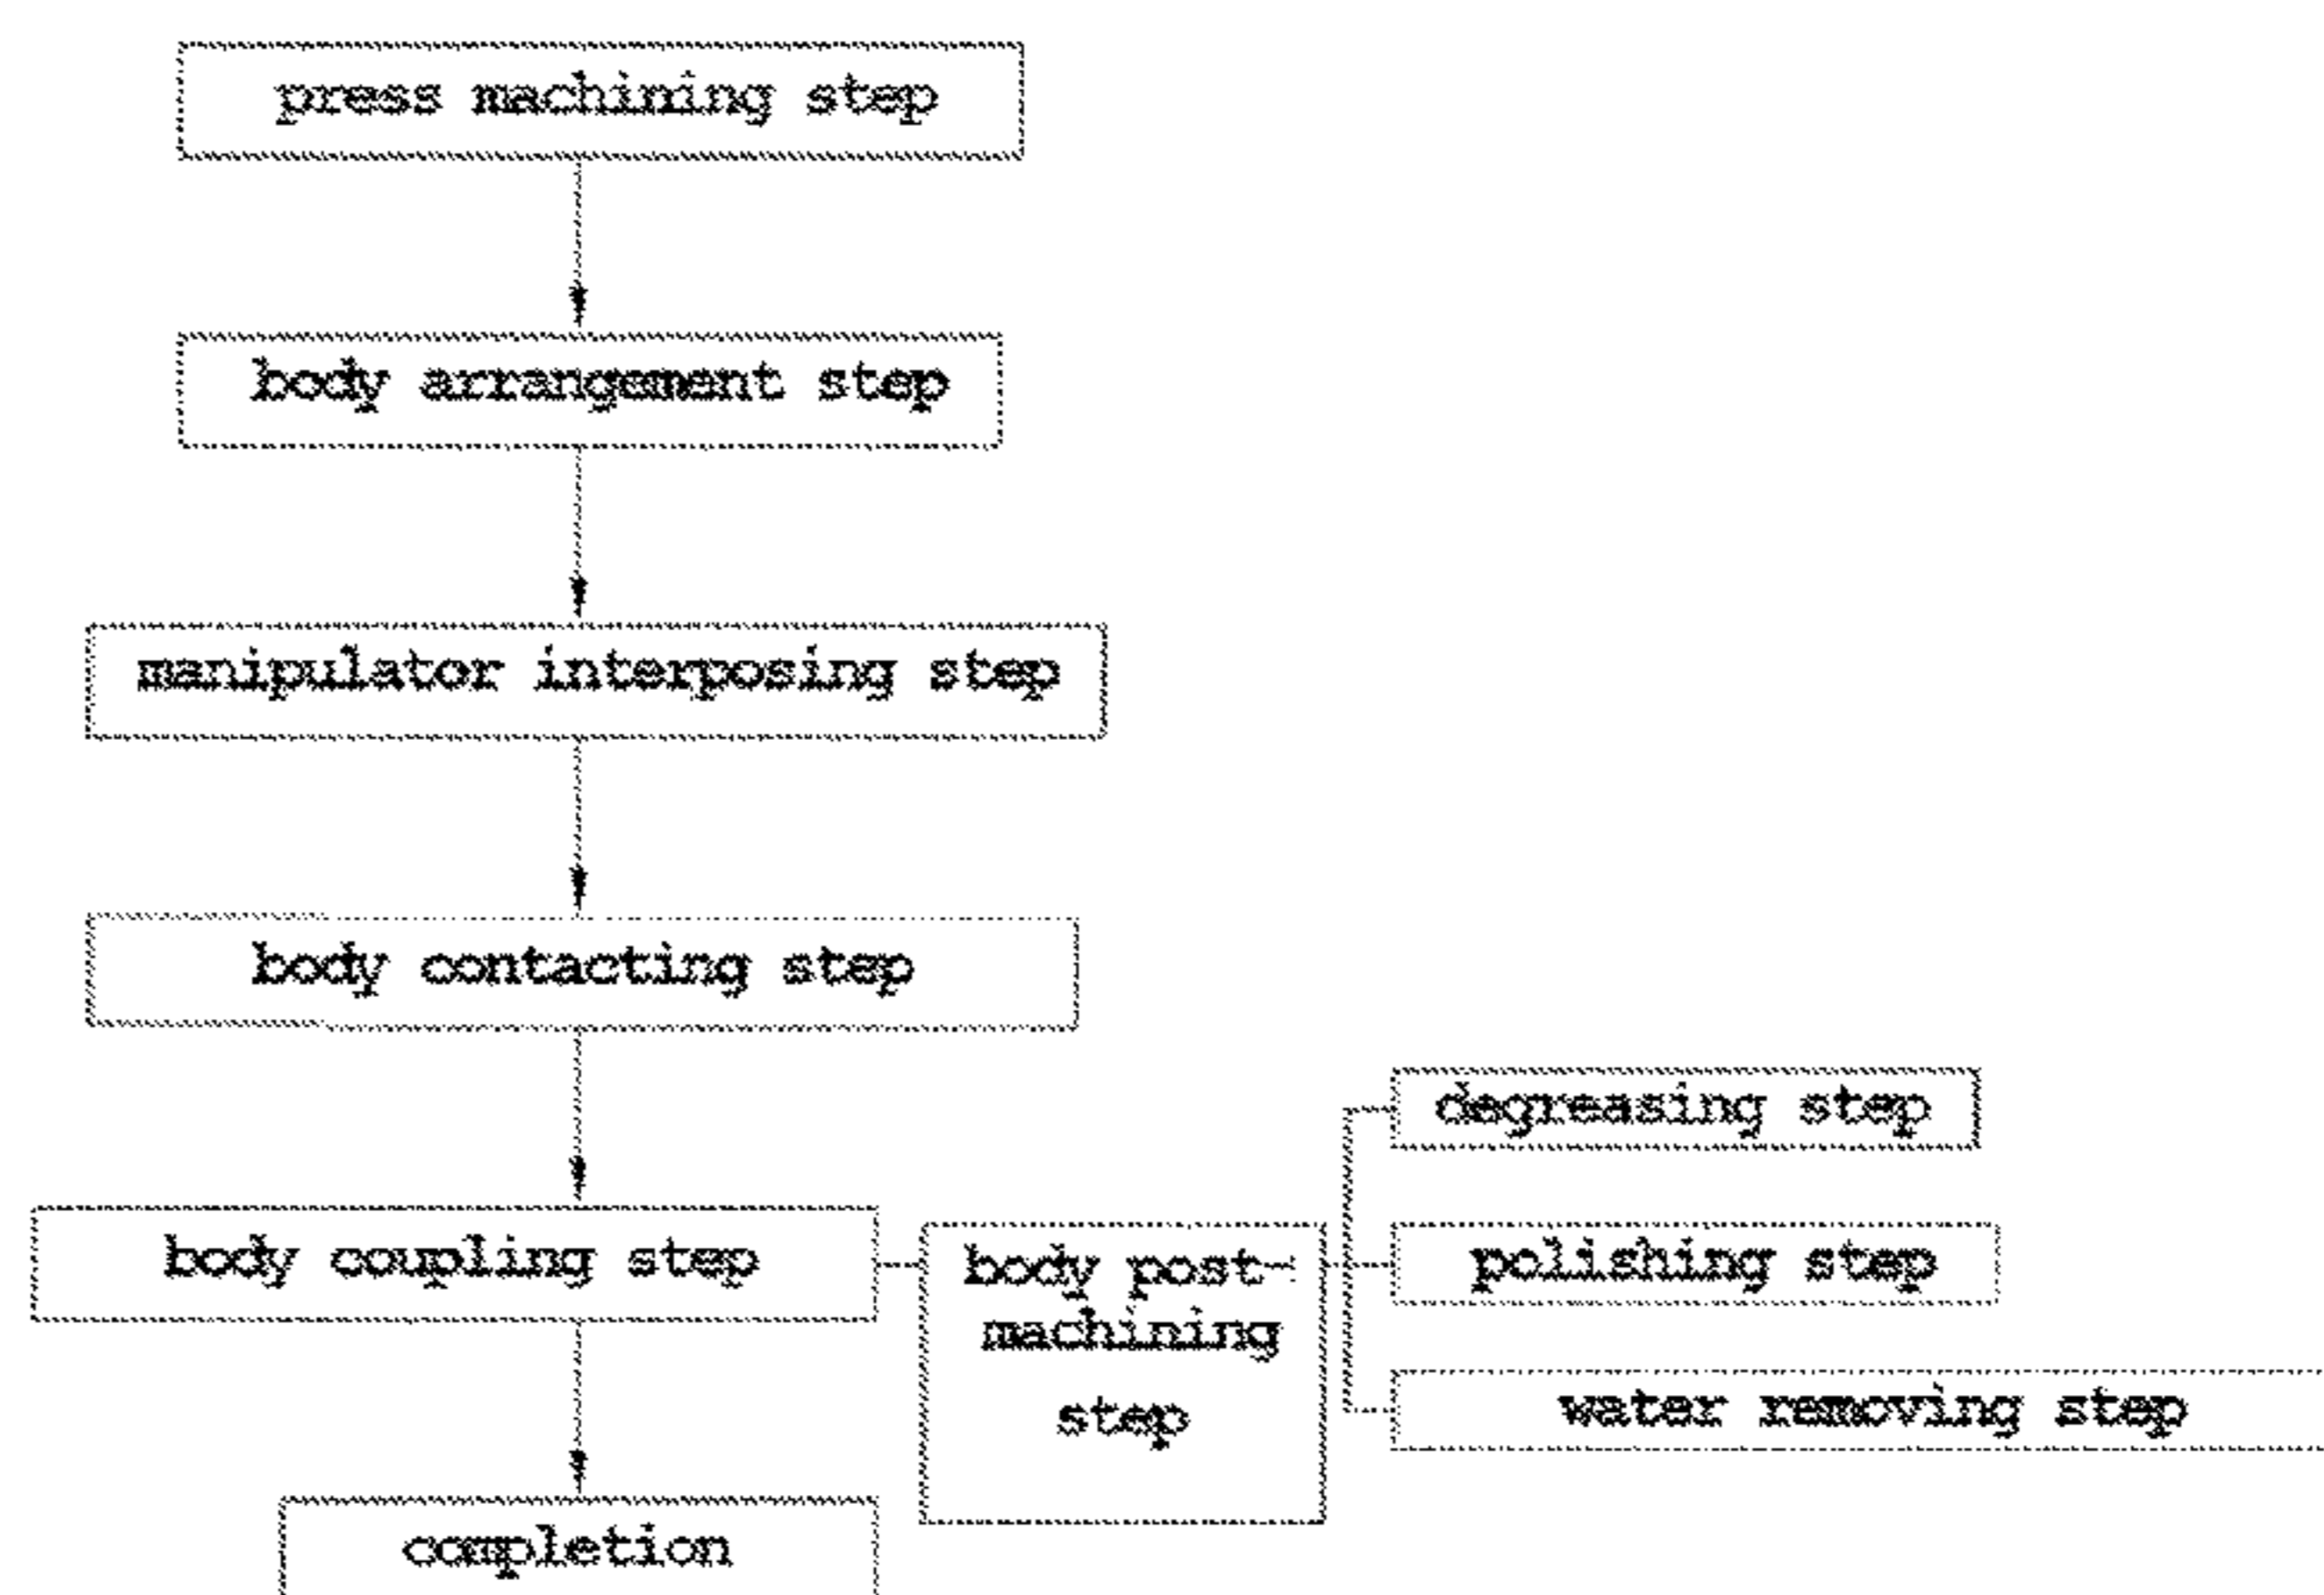 press machining step
body arrangement step
manipulator interposing step
body contacting step
body coupling step
body post-
machining
step
degreasing step
polishing step
water removing step
completion